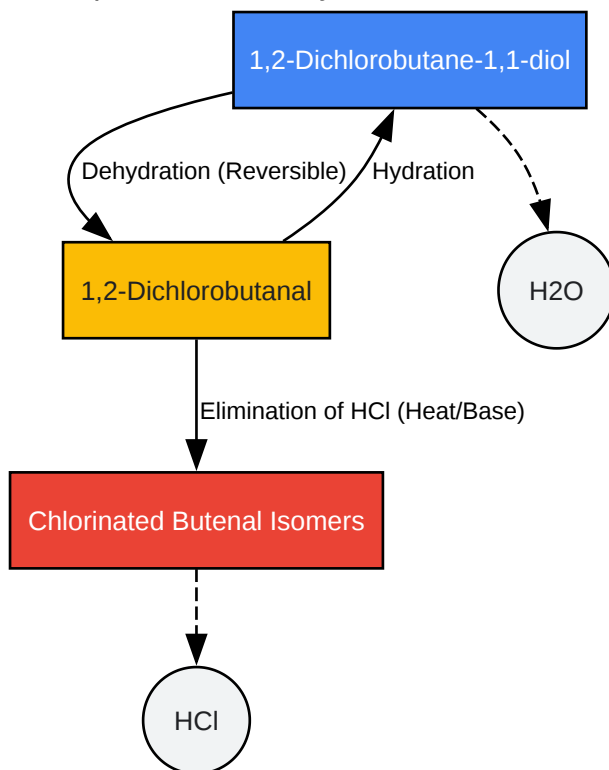 1,2-Dichlorobutane-1,1-diol
Dehydration (Reversible)
Hydration
1,2-Dichlorobutanal
H2O
Elimination of HCl (Heat/Base)
Chlorinated Butenal Isomers
HCl